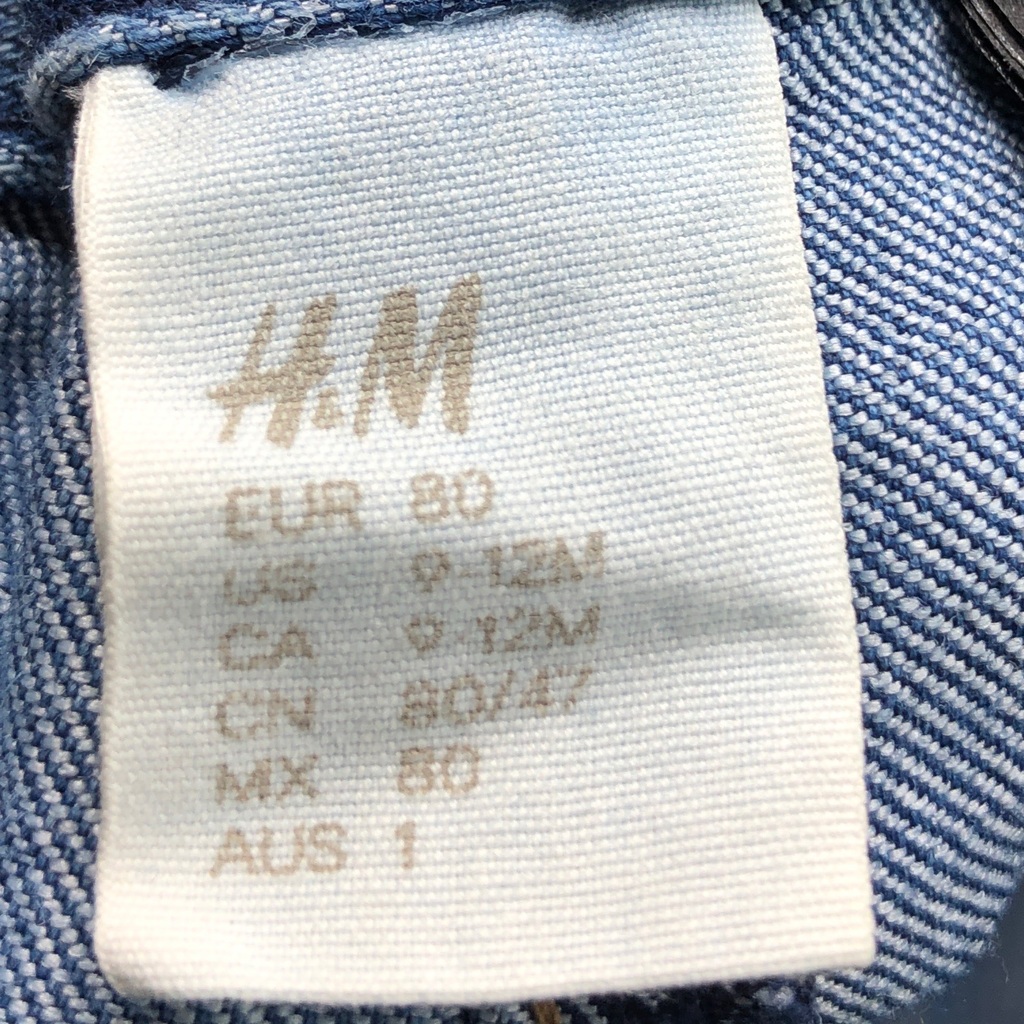 H&M
EUR 80
US 9-12M
CA 9-12M
CN 80/47
MX 80
AUS 1